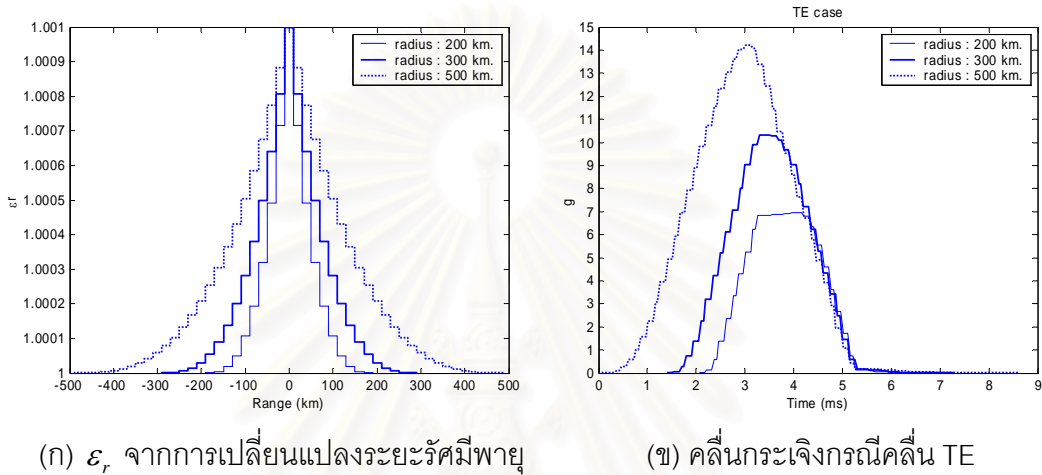 TE case
1.001
1.0009
1.0008
1.0007
1.0006
1.0005
1.0004
1.0003
1.0002
1.0001
1
εr
-500 -400 -300 -200 -100 0 100 200 300 400 500
Range (km)
radius : 200 km.
radius : 300 km.
radius : 500 km.
15
14
13
12
11
10
9
8
7
6
5
4
3
2
1
0
g
0 1 2 3 4 5 6 7 8 9
Time (ms)
radius : 200 km.
radius : 300 km.
radius : 500 km.
(ก) εr จากการเปลี่ยนแปลงระยะรัศมีพายุ
(ข) คลื่นกระเจิงกรณีคลื่น TE